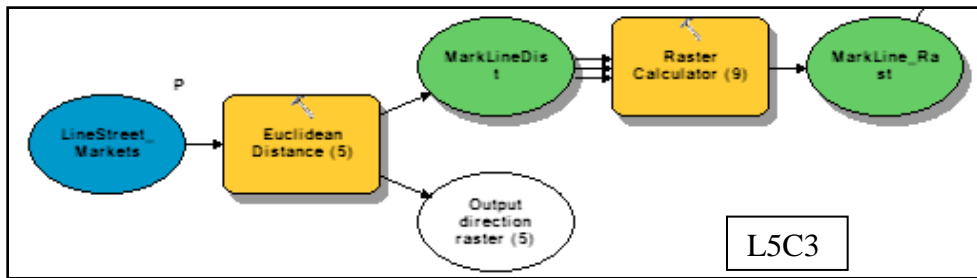 P
LineStreet_
Markets
Euclidean
Distance (5)
MarkLineDis
t
Output
direction
raster (5)
Raster
Calculator (9)
MarkLine_Ra
st
L5C3